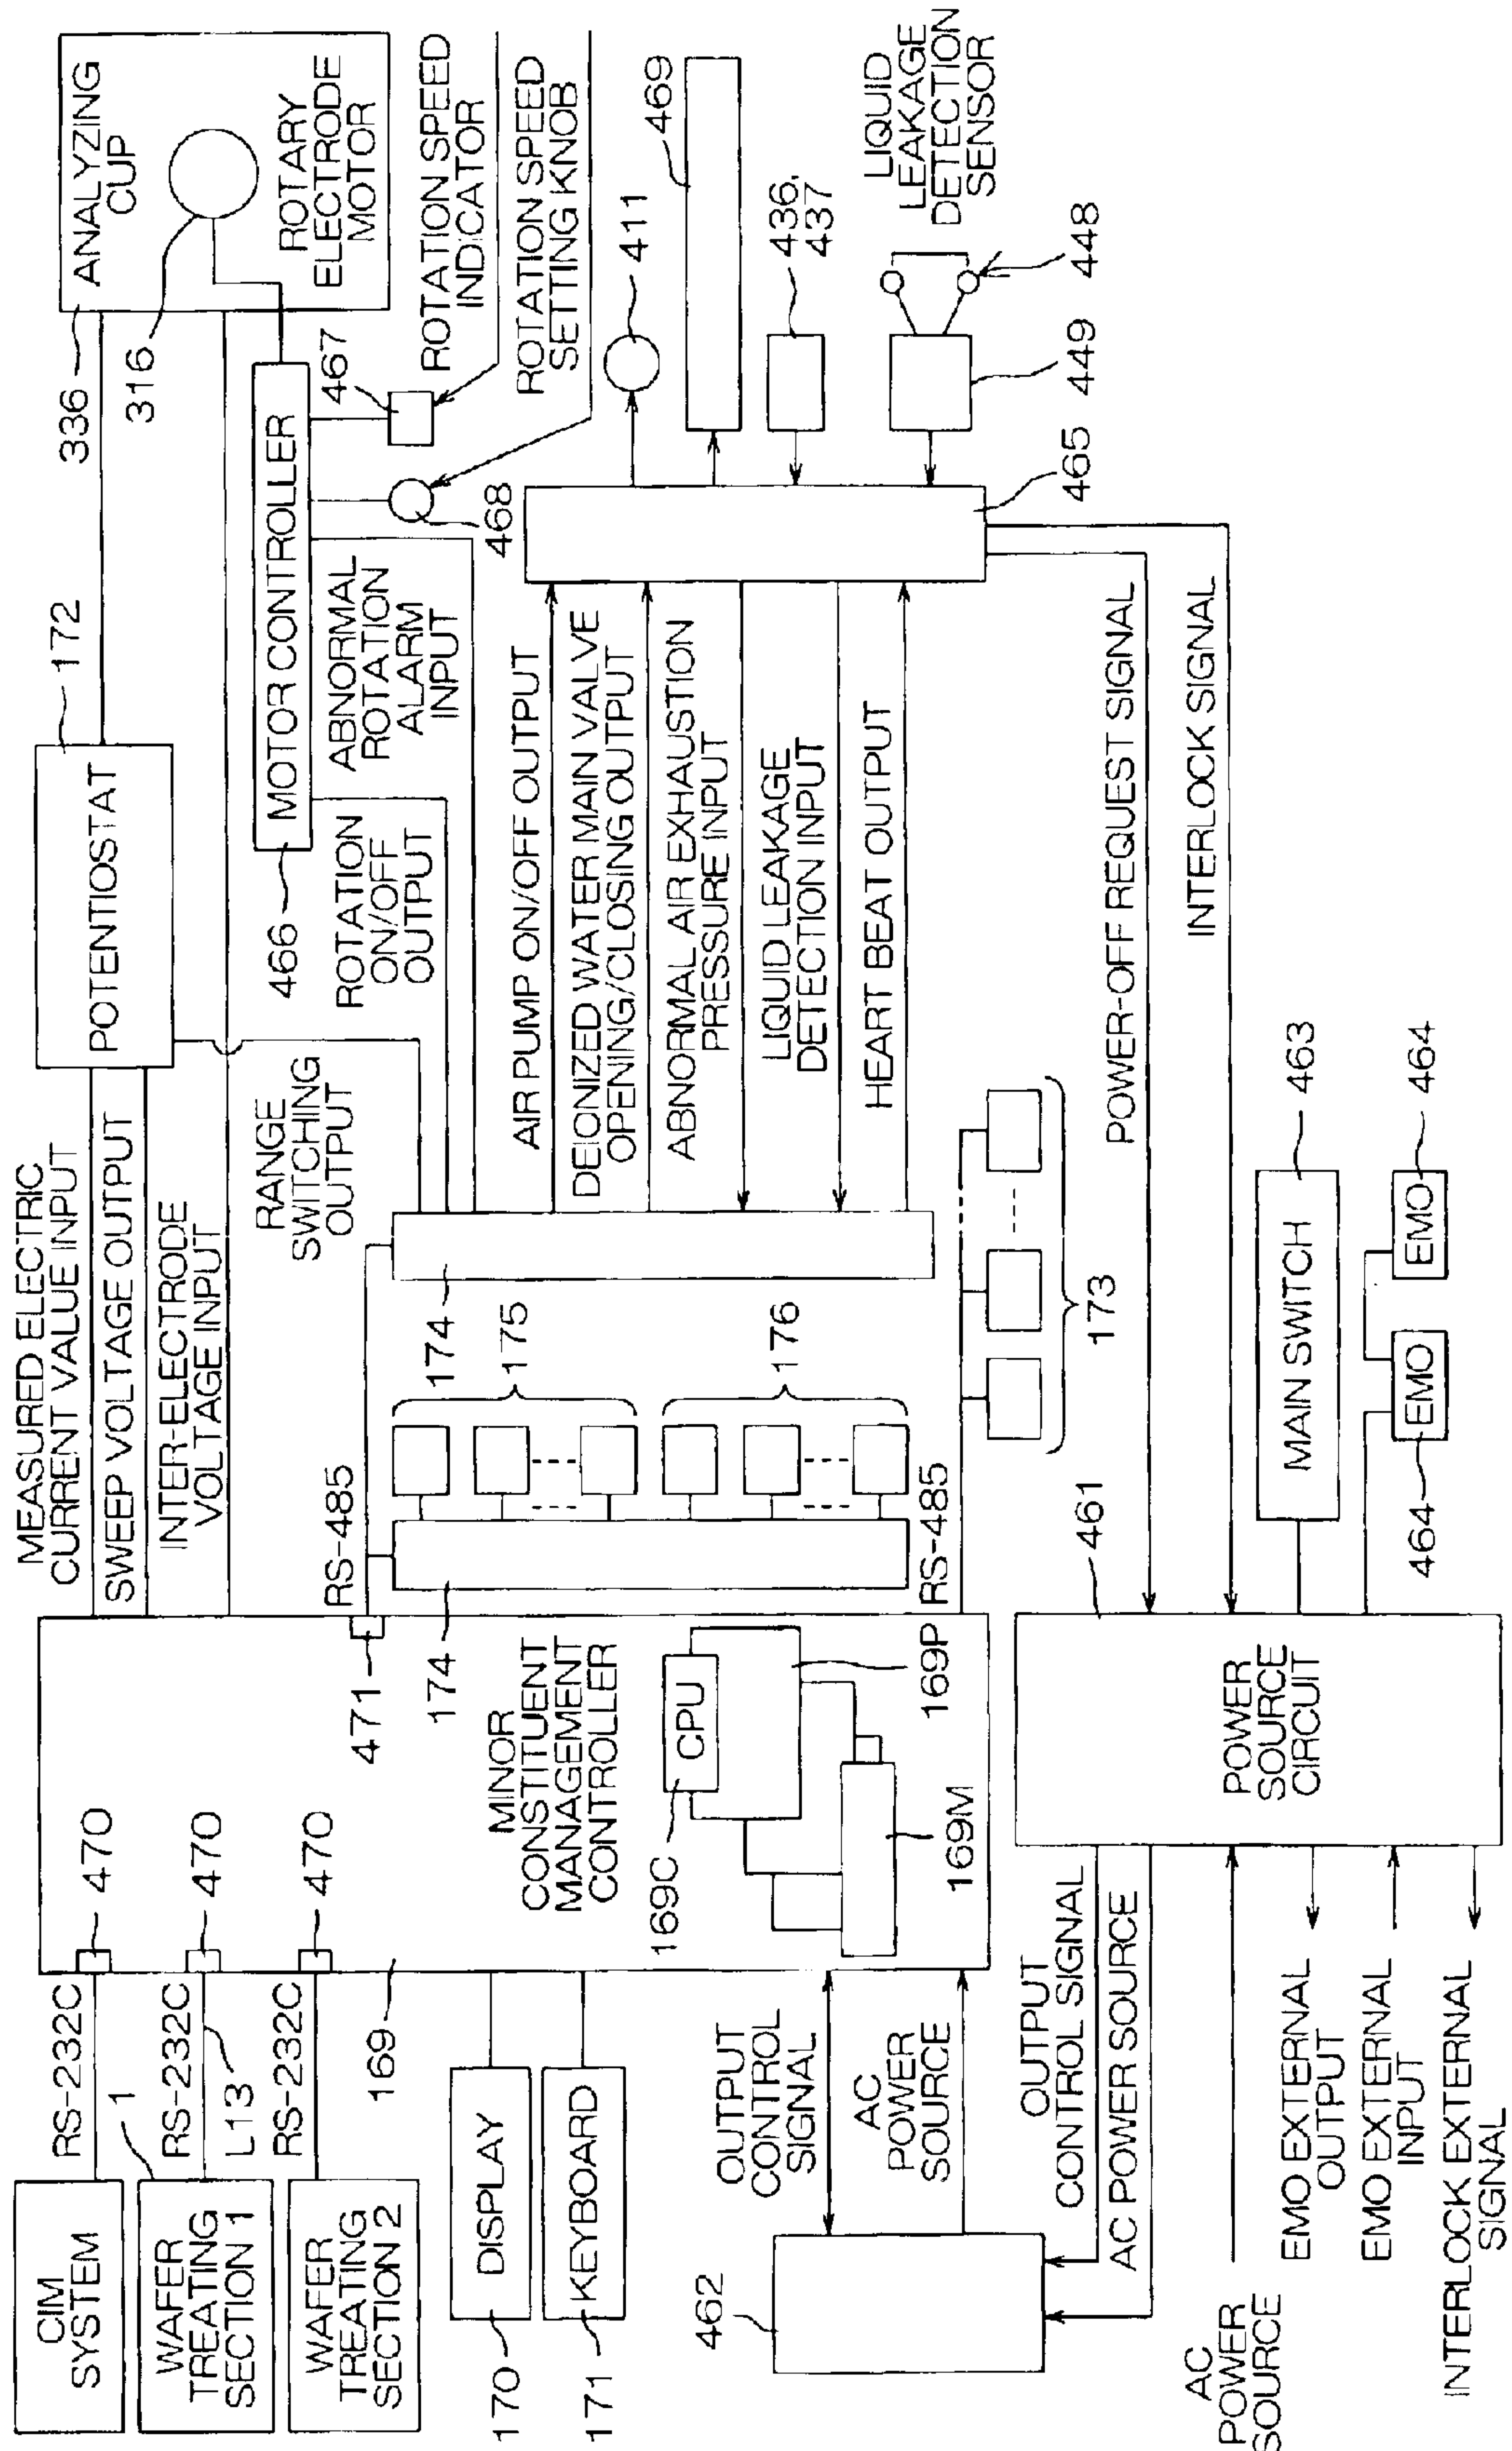 CIM
SYSTEM
RS-232C
470
1
WAFER
TREATING
SECTION 1
RS-232C
L13
470
WAFER
TREATING
SECTION 2
RS-232C
470
169
DISPLAY
170
KEYBOARD
171
MINOR
CONSTITUENT
MANAGEMENT
CONTROLLER
CPU
169C
169P
169M
471
RS-485
RS-485
MEASURED ELECTRIC
CURRENT VALUE INPUT
SWEEP VOLTAGE OUTPUT
INTER-ELECTRODE
VOLTAGE INPUT
POTENTIOSTAT
172
RANGE
SWITCHING
OUTPUT
336
ANALYZING
CUP
316
ROTARY
ELECTRODE
MOTOR
466
MOTOR CONTROLLER
467
468
ROTATION SPEED
INDICATOR
ROTATION SPEED
SETTING KNOB
ROTATION
ON/OFF
OUTPUT
ABNORMAL
ROTATION
ALARM
INPUT
174
174
175
176
173
AIR PUMP ON/OFF OUTPUT
DEIONIZED WATER MAIN VALVE
OPENING/CLOSING OUTPUT
ABNORMAL AIR EXHAUSTION
PRESSURE INPUT
LIQUID LEAKAGE
DETECTION INPUT
HEART BEAT OUTPUT
465
411
469
436,
437
449
448
LIQUID
LEAKAGE
DETECTION
SENSOR
POWER-OFF REQUEST SIGNAL
INTERLOCK SIGNAL
OUTPUT
CONTROL
SIGNAL
AC
POWER
SOURCE
462
OUTPUT
CONTROL SIGNAL
AC POWER SOURCE
461
POWER
SOURCE
CIRCUIT
MAIN SWITCH
463
EMO
464
EMO
464
AC
POWER
SOURCE
EMO EXTERNAL
OUTPUT
EMO EXTERNAL
INPUT
INTERLOCK EXTERNAL
SIGNAL